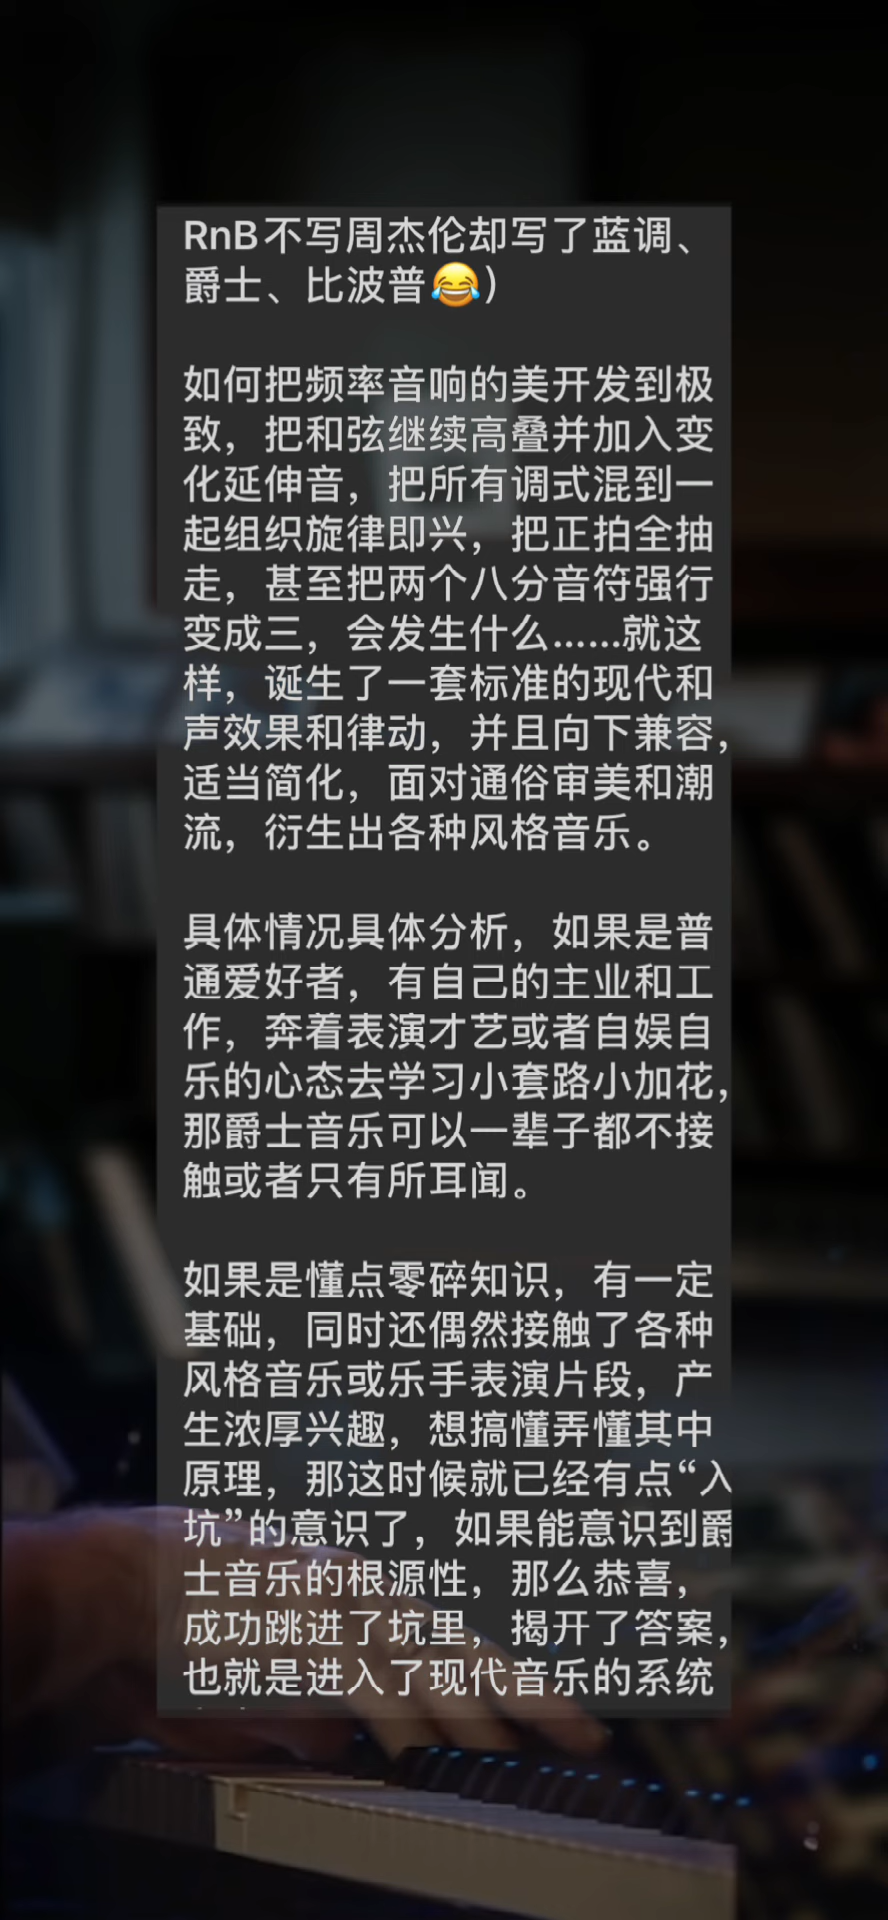 RnB不写周杰伦却写了蓝调、
爵士、比波普😂）
如何把频率音响的美开发到极
致，把和弦继续高叠并加入变
化延伸音，把所有调式混到一
起组织旋律即兴，把正拍全抽
走，甚至把两个八分音符强行
变成三，会发生什么……就这
样，诞生了一套标准的现代和
声效果和律动，并且向下兼容，
适当简化，面对通俗审美和潮
流，衍生出各种风格音乐。
具体情况具体分析，如果是普
通爱好者，有自己的主业和工
作，奔着表演才艺或者自娱自
乐的心态去学习小套路小加花，
那爵士音乐可以一辈子都不接
触或者只有所耳闻。
如果是懂点零碎知识，有一定
基础，同时还偶然接触了各种
风格音乐或乐手表演片段，产
生浓厚兴趣，想搞懂弄懂其中
原理，那这时候就已经有点“入
坑”的意识了，如果能意识到爵
士音乐的根源性，那么恭喜，
成功跳进了坑里，揭开了答案，
也就是进入了现代音乐的系统